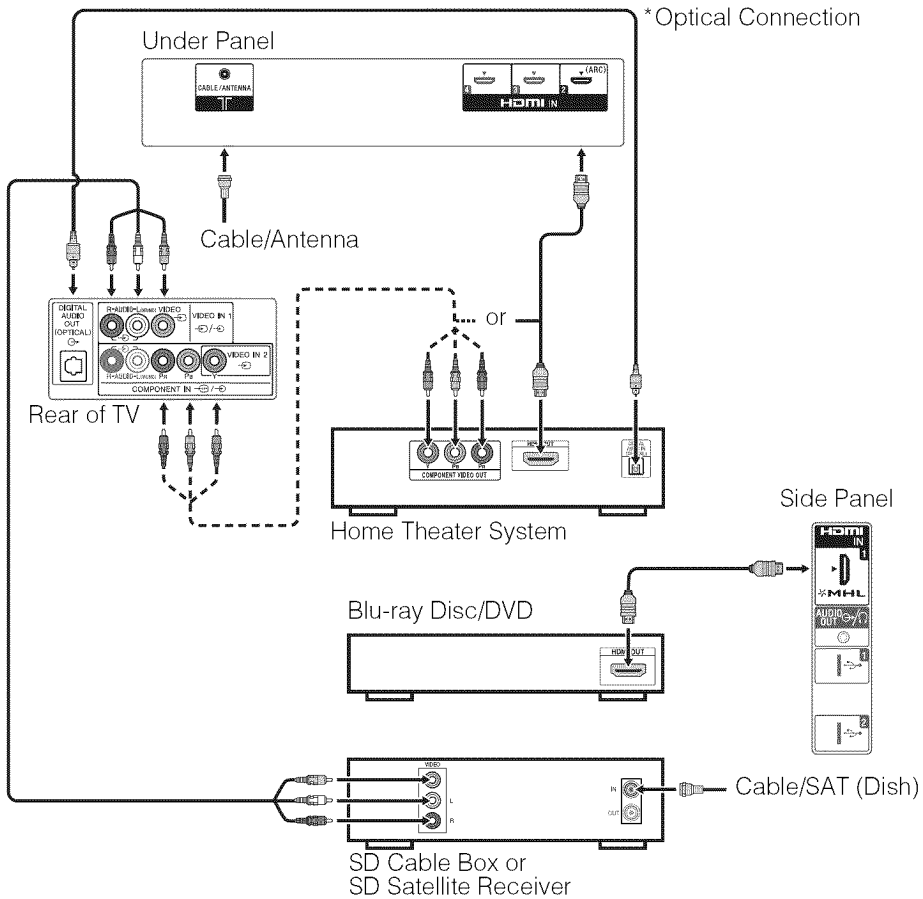 * Optical Connection
Under Panel
CABLE/ANTENNA
(ARC)
4
3
2
HDMI IN
Cable/Antenna
DIGITAL
AUDIO
OUT
(OPTICAL)
R-AUDIO-L(MONO) VIDEO
VIDEO IN 1
VIDEO IN 2
R-AUDIO-L(MONO) PR PB Y
COMPONENT IN
or
Rear of TV
Y PB PR
COMPONENT VIDEO OUT
Home Theater System
Side Panel
HDMI
IN
1
MHL
AUDIO
OUT
1
2
Blu-ray Disc/DVD
HDMI OUT
VIDEO
L
R
IN
OUT
Cable/SAT (Dish)
SD Cable Box or
SD Satellite Receiver